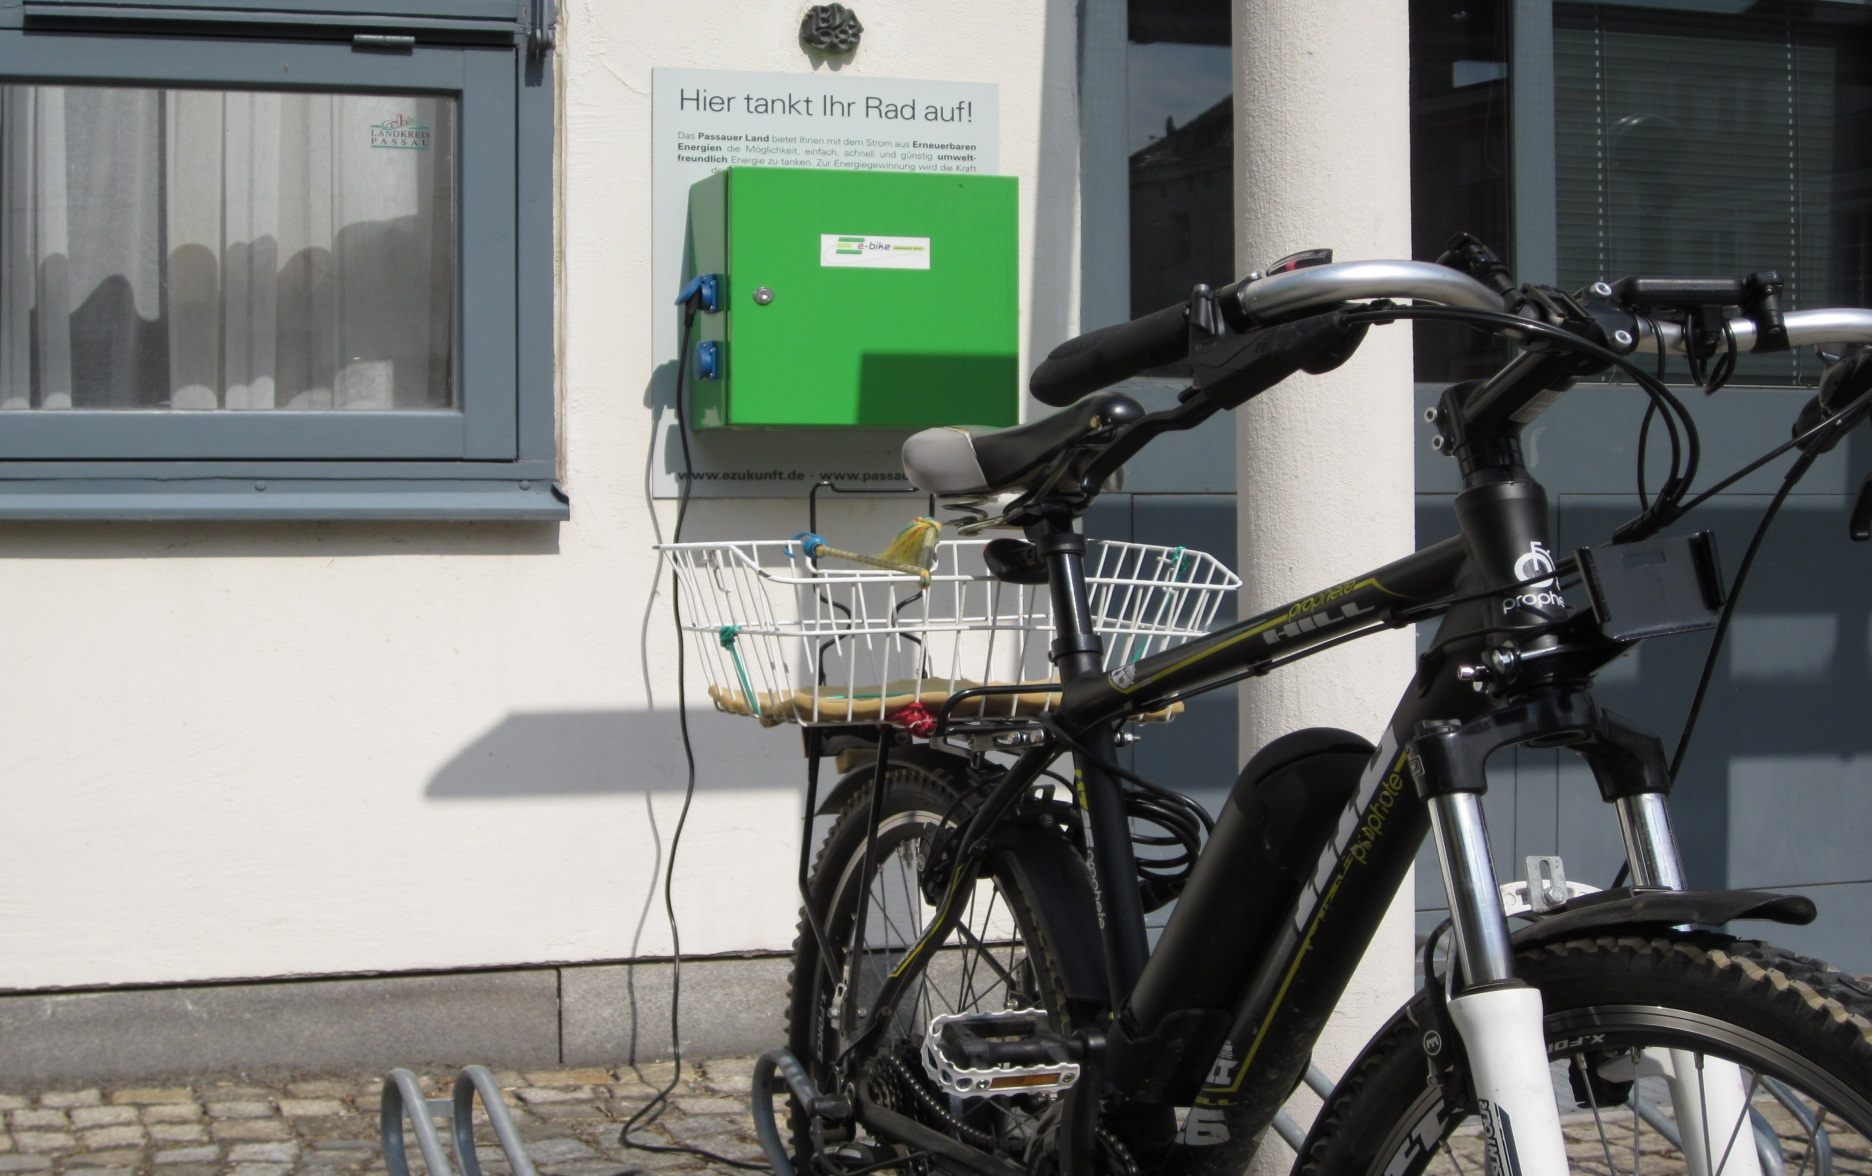 Hier tankt Ihr Rad auf!
Das Passauer Land bietet Ihnen mit dem Strom aus Erneuerbaren
Energien die Möglichkeit, einfach, schnell und günstig umwelt-
freundlich Energie zu tanken. Zur Energiegewinnung wird die Kraft
LANDKREIS
PASSAU
e-bike
www.ezukunft.de · www.passau
prophete
HILL
prophe
prophete
prophete
X.FO